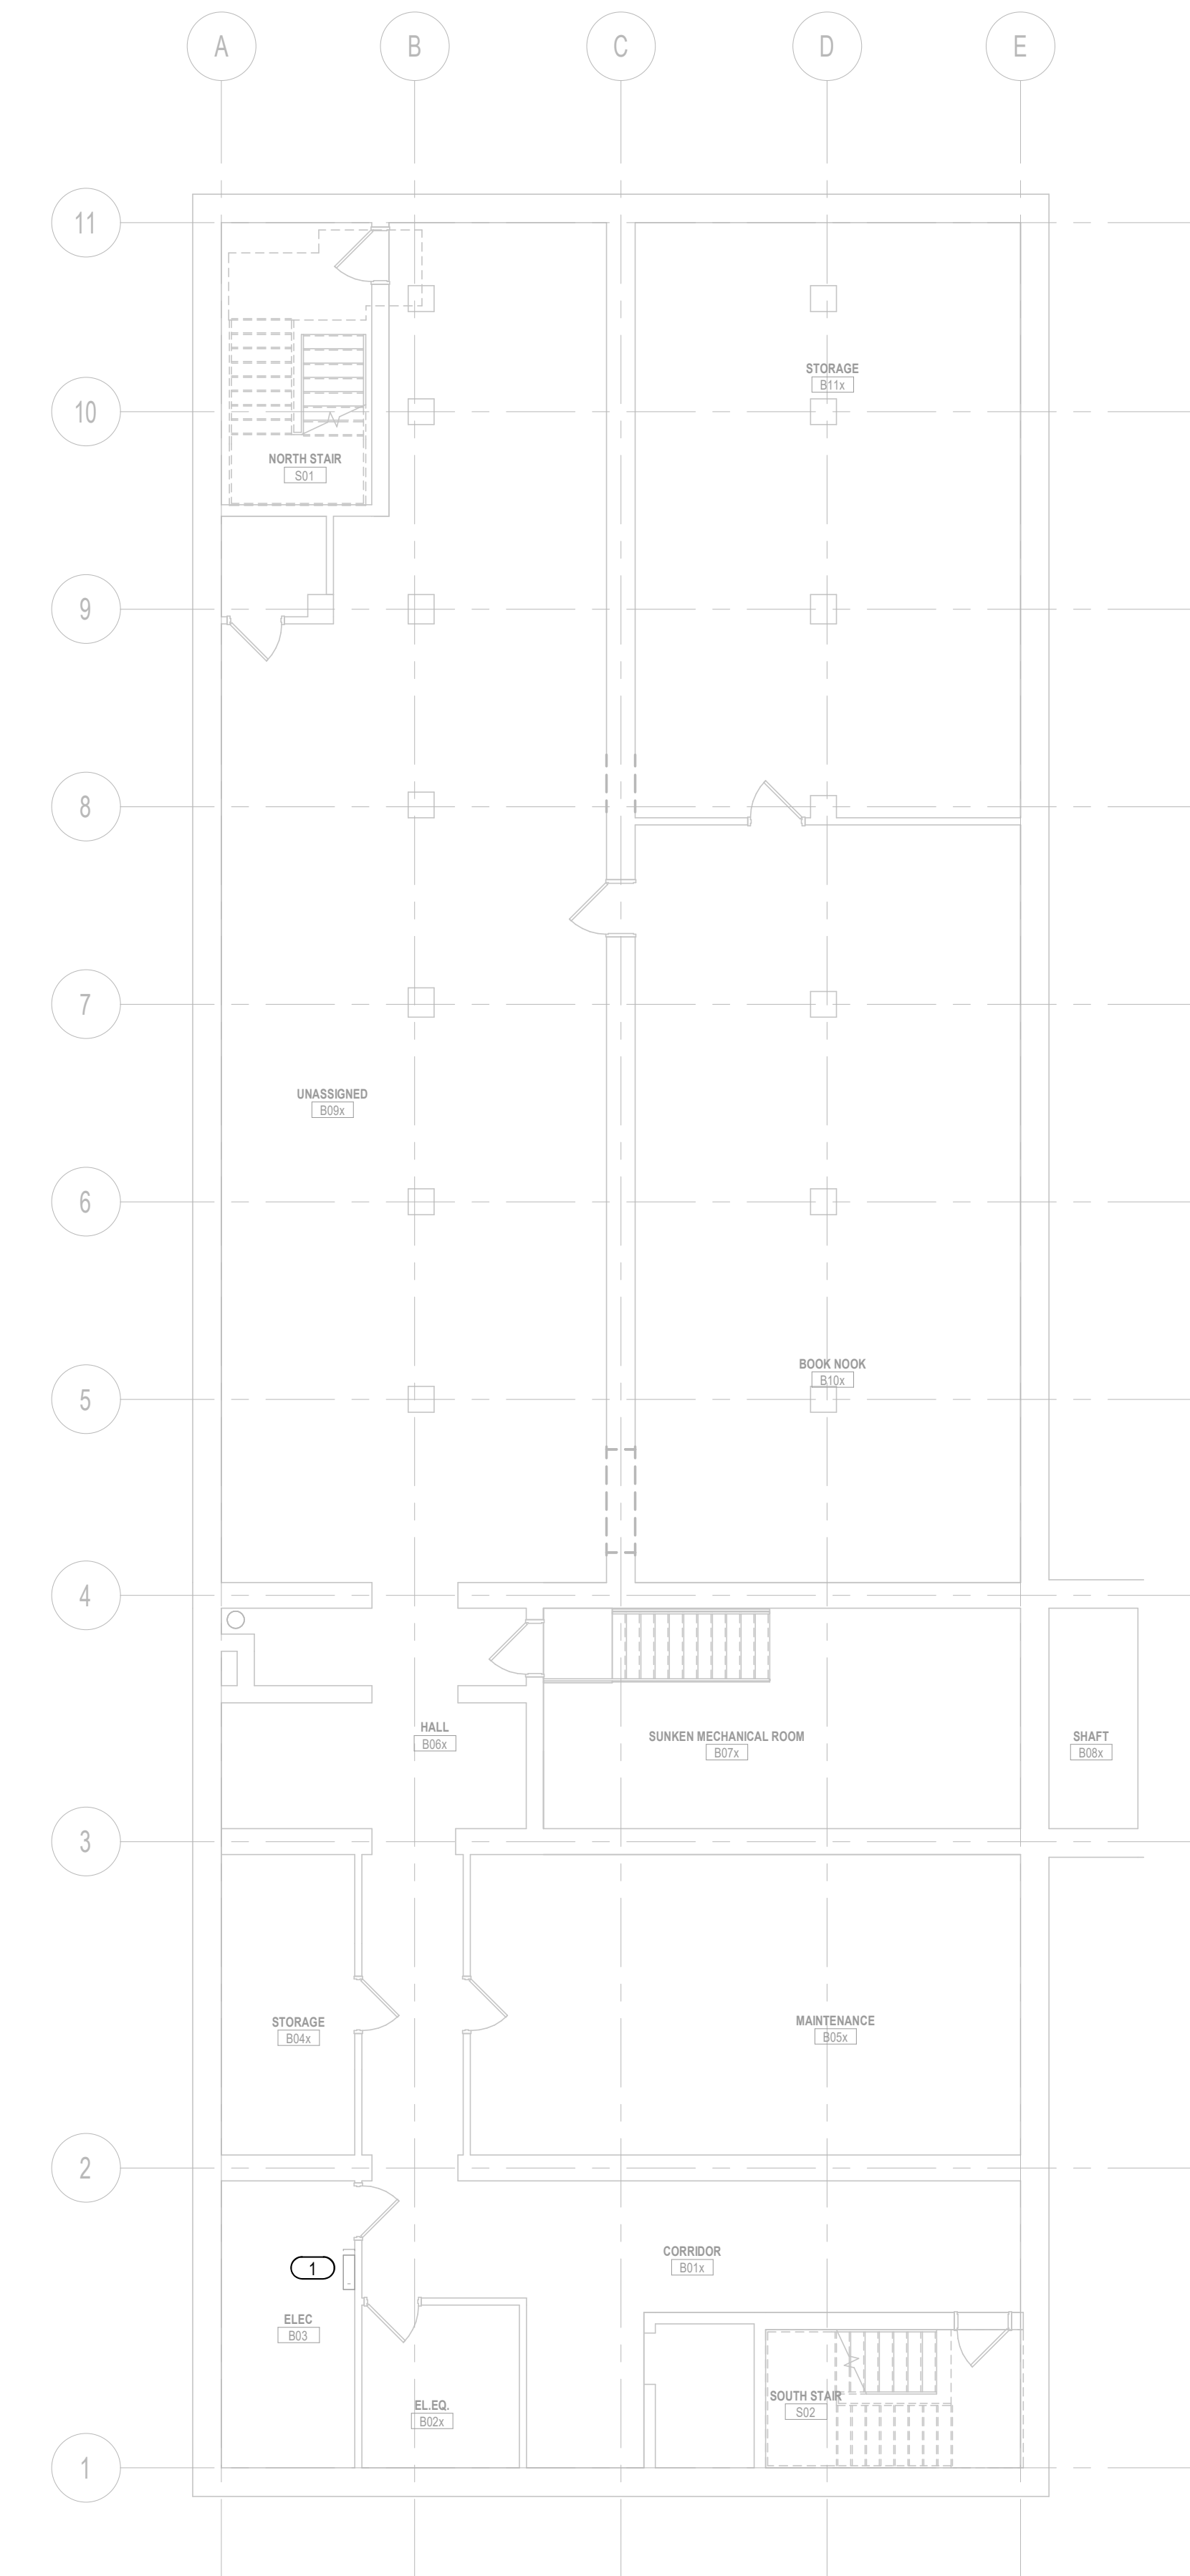 A B C D E
11
STORAGE
B11x
10
NORTH STAIR
S01
9
8
7
UNASSIGNED
B09x
6
BOOK NOOK
B10x
5
4
HALL
B06x
SUNKEN MECHANICAL ROOM
B07x
SHAFT
B08x
3
STORAGE
B04x
MAINTENANCE
B05x
2
CORRIDOR
B01x
1
ELEC
B03
SOUTH STAIR
S02
EL.EQ.
B02x
1